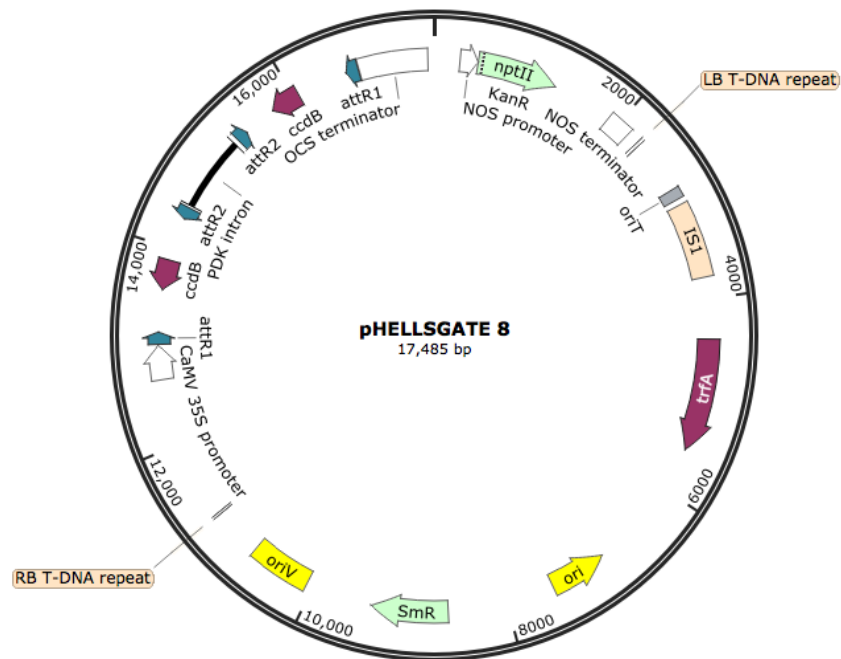 pHELLSGATE 8
17,485 bp
nptII
KanR
NOS promoter
2000
NOS terminator
LB T-DNA repeat
oriT
IS1
4000
trfA
6000
ori
8000
SmR
10,000
oriV
RB T-DNA repeat
12,000
CaMV 35S promoter
attR1
ccdB
14,000
attR2
PDK intron
attR2
ccdB
16,000
attR1
OCS terminator